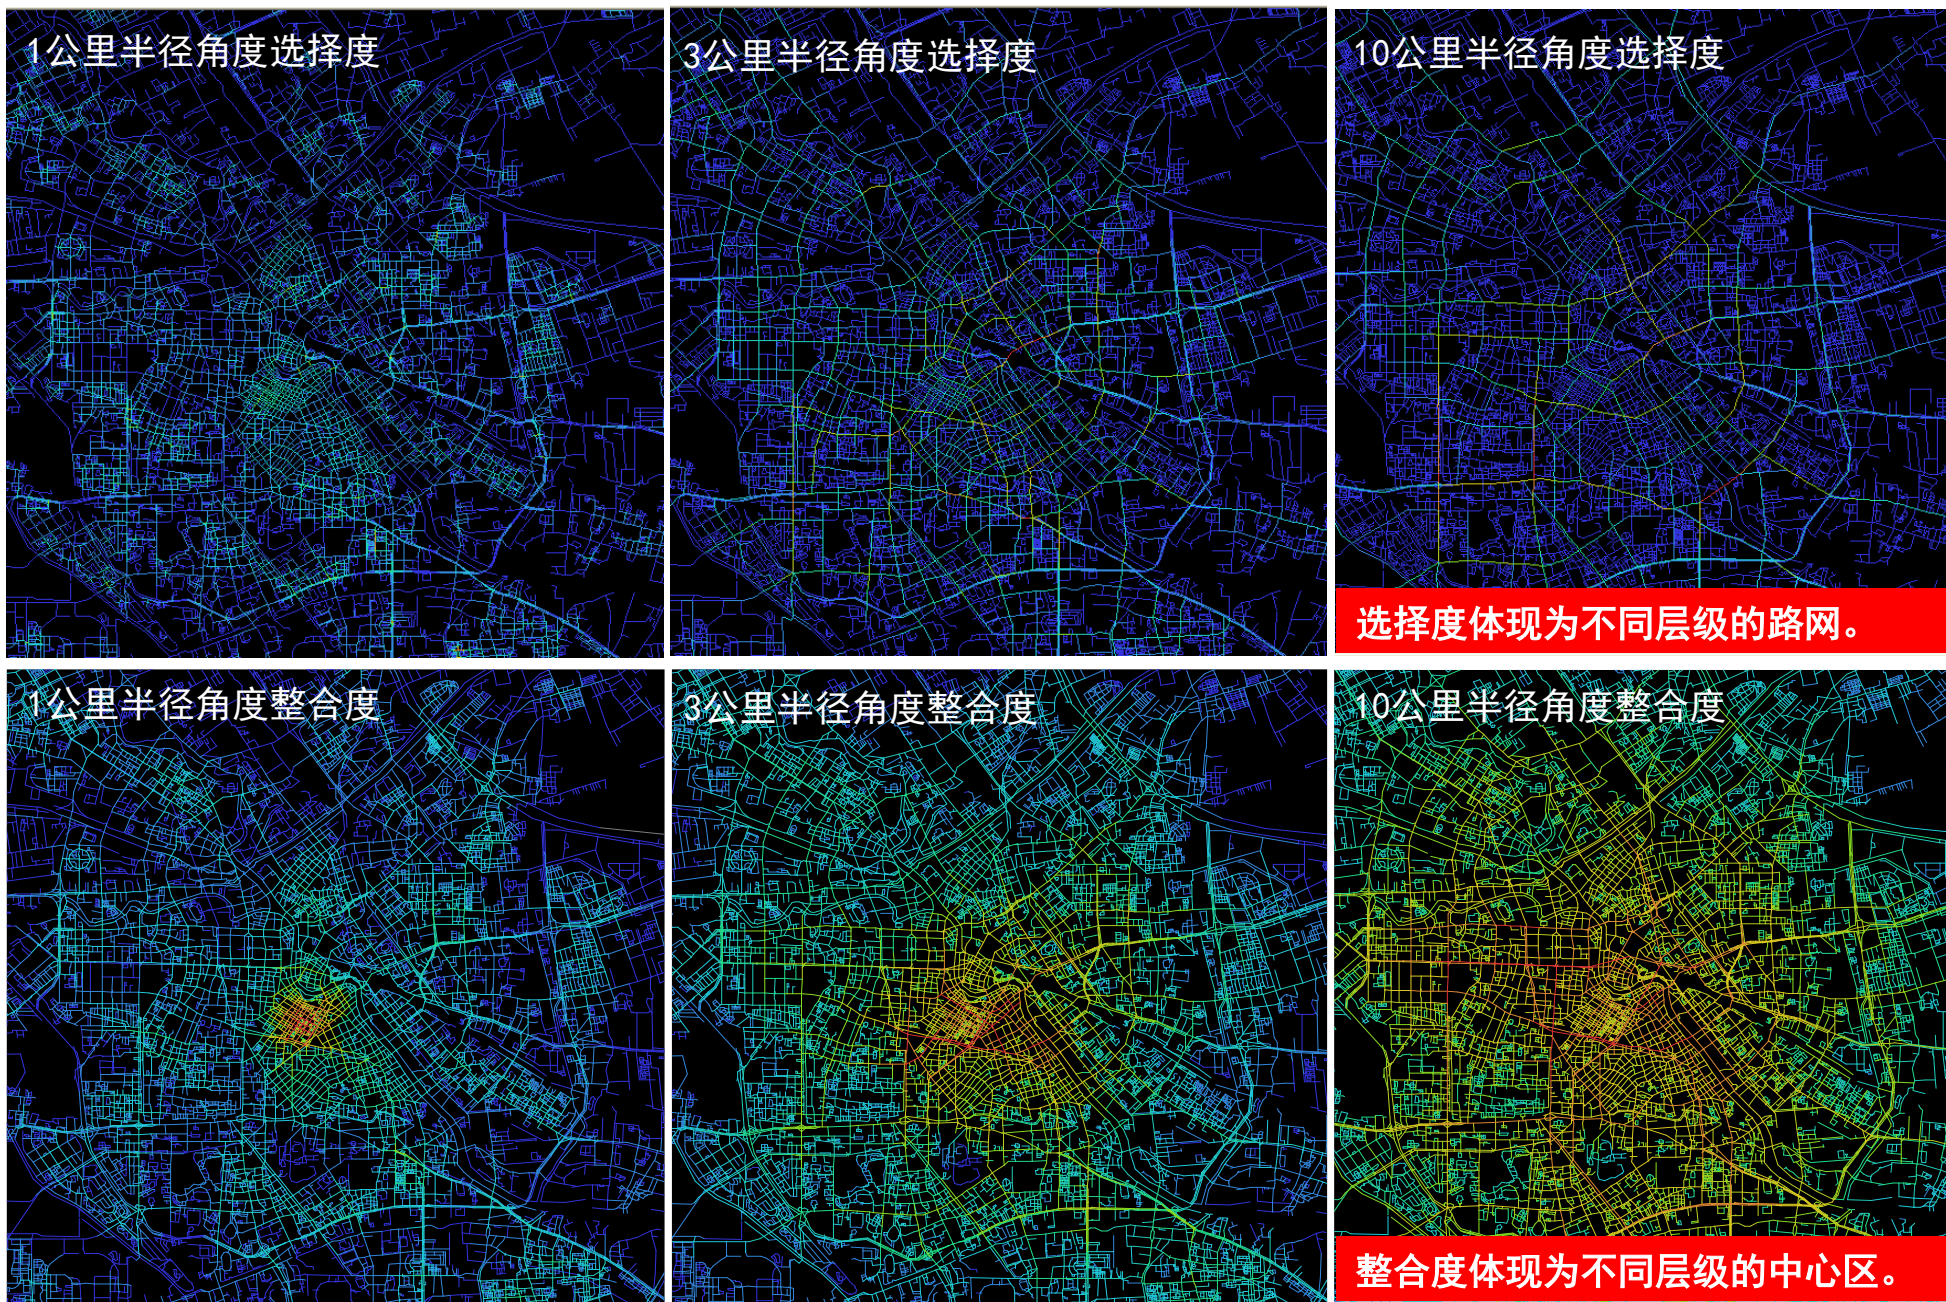 1公里半径角度选择度
3公里半径角度选择度
10公里半径角度选择度
选择度体现为不同层级的路网。
1公里半径角度整合度
3公里半径角度整合度
10公里半径角度整合度
整合度体现为不同层级的中心区。